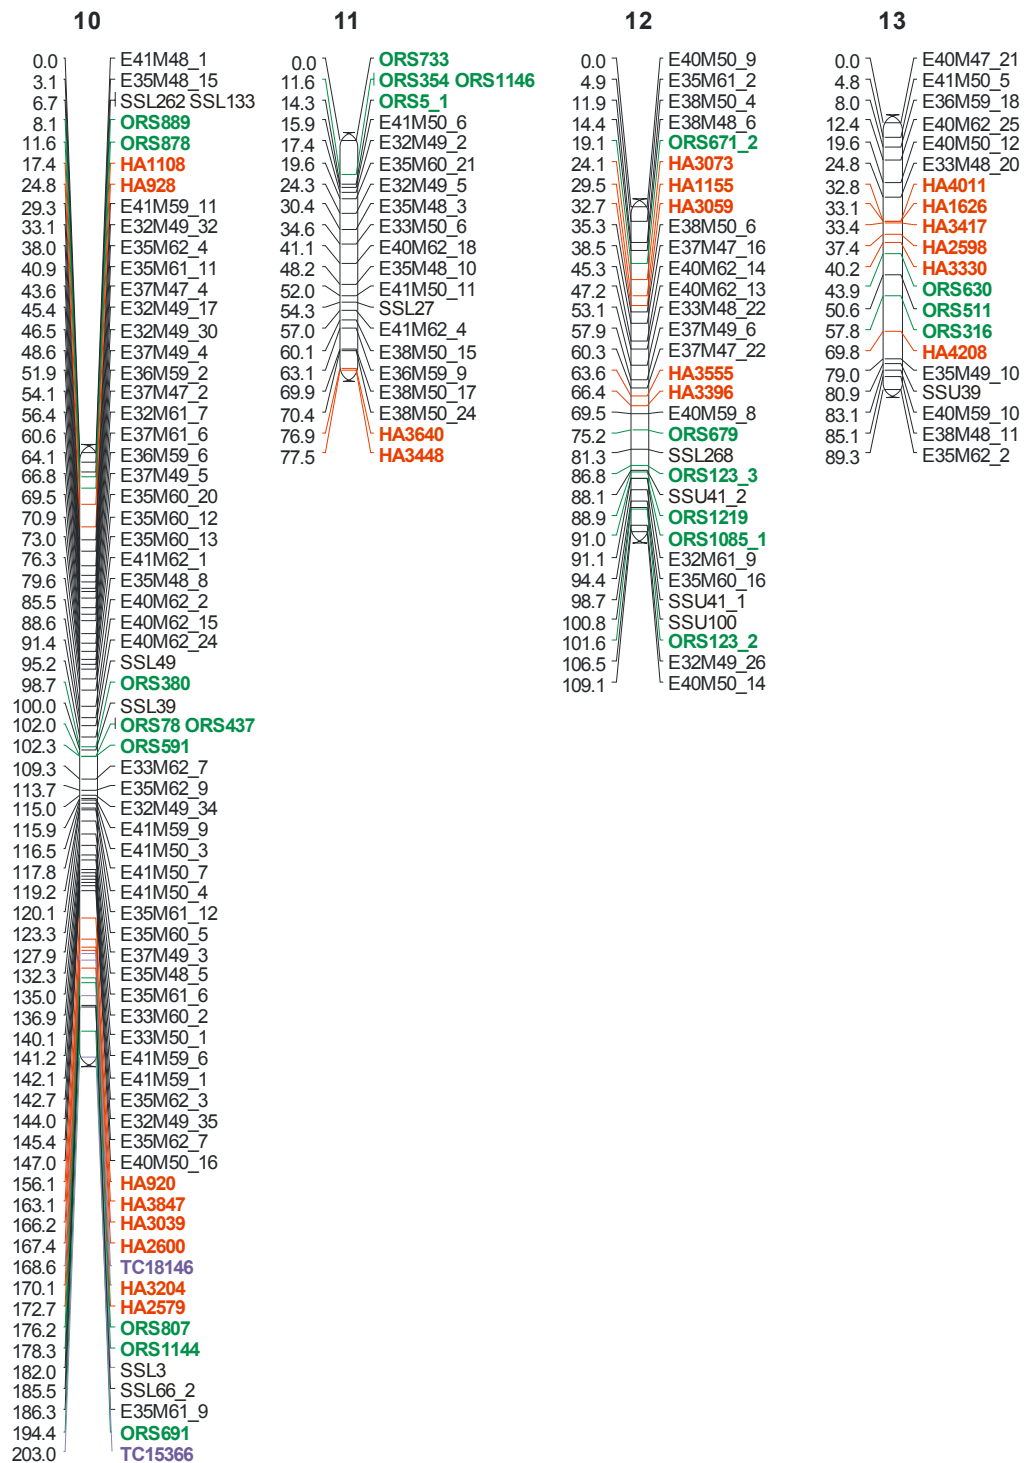 10
0.0 E41M48_1
3.1 E35M48_15
6.7 SSL262 SSL133
8.1 ORS889
11.6 ORS878
17.4 HA1108
24.8 HA928
29.3 E41M59_11
33.1 E32M49_32
38.0 E35M62_4
40.9 E35M61_11
43.6 E37M47_4
45.4 E32M49_17
46.5 E32M49_30
48.6 E37M49_4
51.9 E36M59_2
54.1 E37M47_2
56.4 E32M61_7
60.6 E37M61_6
64.1 E36M59_6
66.8 E37M49_5
69.5 E35M60_20
70.9 E35M60_12
73.0 E35M60_13
76.3 E41M62_1
79.6 E35M48_8
85.5 E40M62_2
88.6 E40M62_15
91.4 E40M62_24
95.2 SSL49
98.7 ORS380
100.0 SSL39
102.0 ORS78 ORS437
102.3 ORS591
109.3 E33M62_7
113.7 E35M62_9
115.0 E32M49_34
115.9 E41M59_9
116.5 E41M50_3
117.8 E41M50_7
119.2 E41M50_4
120.1 E35M61_12
123.3 E35M60_5
127.9 E37M49_3
132.3 E35M48_5
135.0 E35M61_6
136.9 E33M60_2
140.1 E33M50_1
141.2 E41M59_6
142.1 E41M59_1
142.7 E35M62_3
144.0 E32M49_35
145.4 E35M62_7
147.0 E40M50_16
156.1 HA920
163.1 HA3847
166.2 HA3039
167.4 HA2600
168.6 TC18146
170.1 HA3204
172.7 HA2579
176.2 ORS807
178.3 ORS1144
182.0 SSL3
185.5 SSL66_2
186.3 E35M61_9
194.4 ORS691
203.0 TC15366
11
0.0 ORS733
11.6 ORS354 ORS1146
14.3 ORS5_1
15.9 E41M50_6
17.4 E32M49_2
19.6 E35M60_21
24.3 E32M49_5
30.4 E35M48_3
34.6 E33M50_6
41.1 E40M62_18
48.2 E35M48_10
52.0 E41M50_11
54.3 SSL27
57.0 E41M62_4
60.1 E38M50_15
63.1 E36M59_9
69.9 E38M50_17
70.4 E38M50_24
76.9 HA3640
77.5 HA3448
12
0.0 E40M50_9
4.9 E35M61_2
11.9 E38M50_4
14.4 E38M48_6
19.1 ORS671_2
24.1 HA3073
29.5 HA1155
32.7 HA3059
35.3 E38M50_6
38.5 E37M47_16
45.3 E40M62_14
47.2 E40M62_13
53.1 E33M48_22
57.9 E37M49_6
60.3 E37M47_22
63.6 HA3555
66.4 HA3396
69.5 E40M59_8
75.2 ORS679
81.3 SSL268
86.8 ORS123_3
88.1 SSU41_2
88.9 ORS1219
91.0 ORS1085_1
91.1 E32M61_9
94.4 E35M60_16
98.7 SSU41_1
100.8 SSU100
101.6 ORS123_2
106.5 E32M49_26
109.1 E40M50_14
13
0.0 E40M47_21
4.8 E41M50_5
8.0 E36M59_18
12.4 E40M62_25
19.6 E40M50_12
24.8 E33M48_20
32.8 HA4011
33.1 HA1626
33.4 HA3417
37.4 HA2598
40.2 HA3330
43.9 ORS630
50.6 ORS511
57.8 ORS316
69.8 HA4208
79.0 E35M49_10
80.9 SSU39
83.1 E40M59_10
85.1 E38M48_11
89.3 E35M62_2